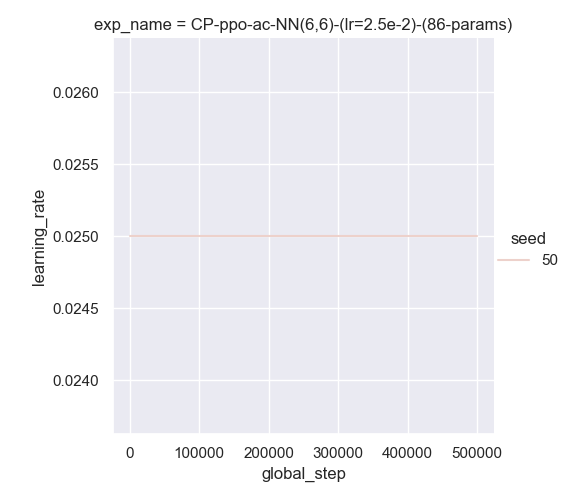 exp_name = CP-ppo-ac-NN(6,6)-(lr=2.5e-2)-(86-params)
0.0260
0.0255
0.0250
0.0245
0.0240
learning_rate
seed
50
0 100000 200000 300000 400000 500000
global_step